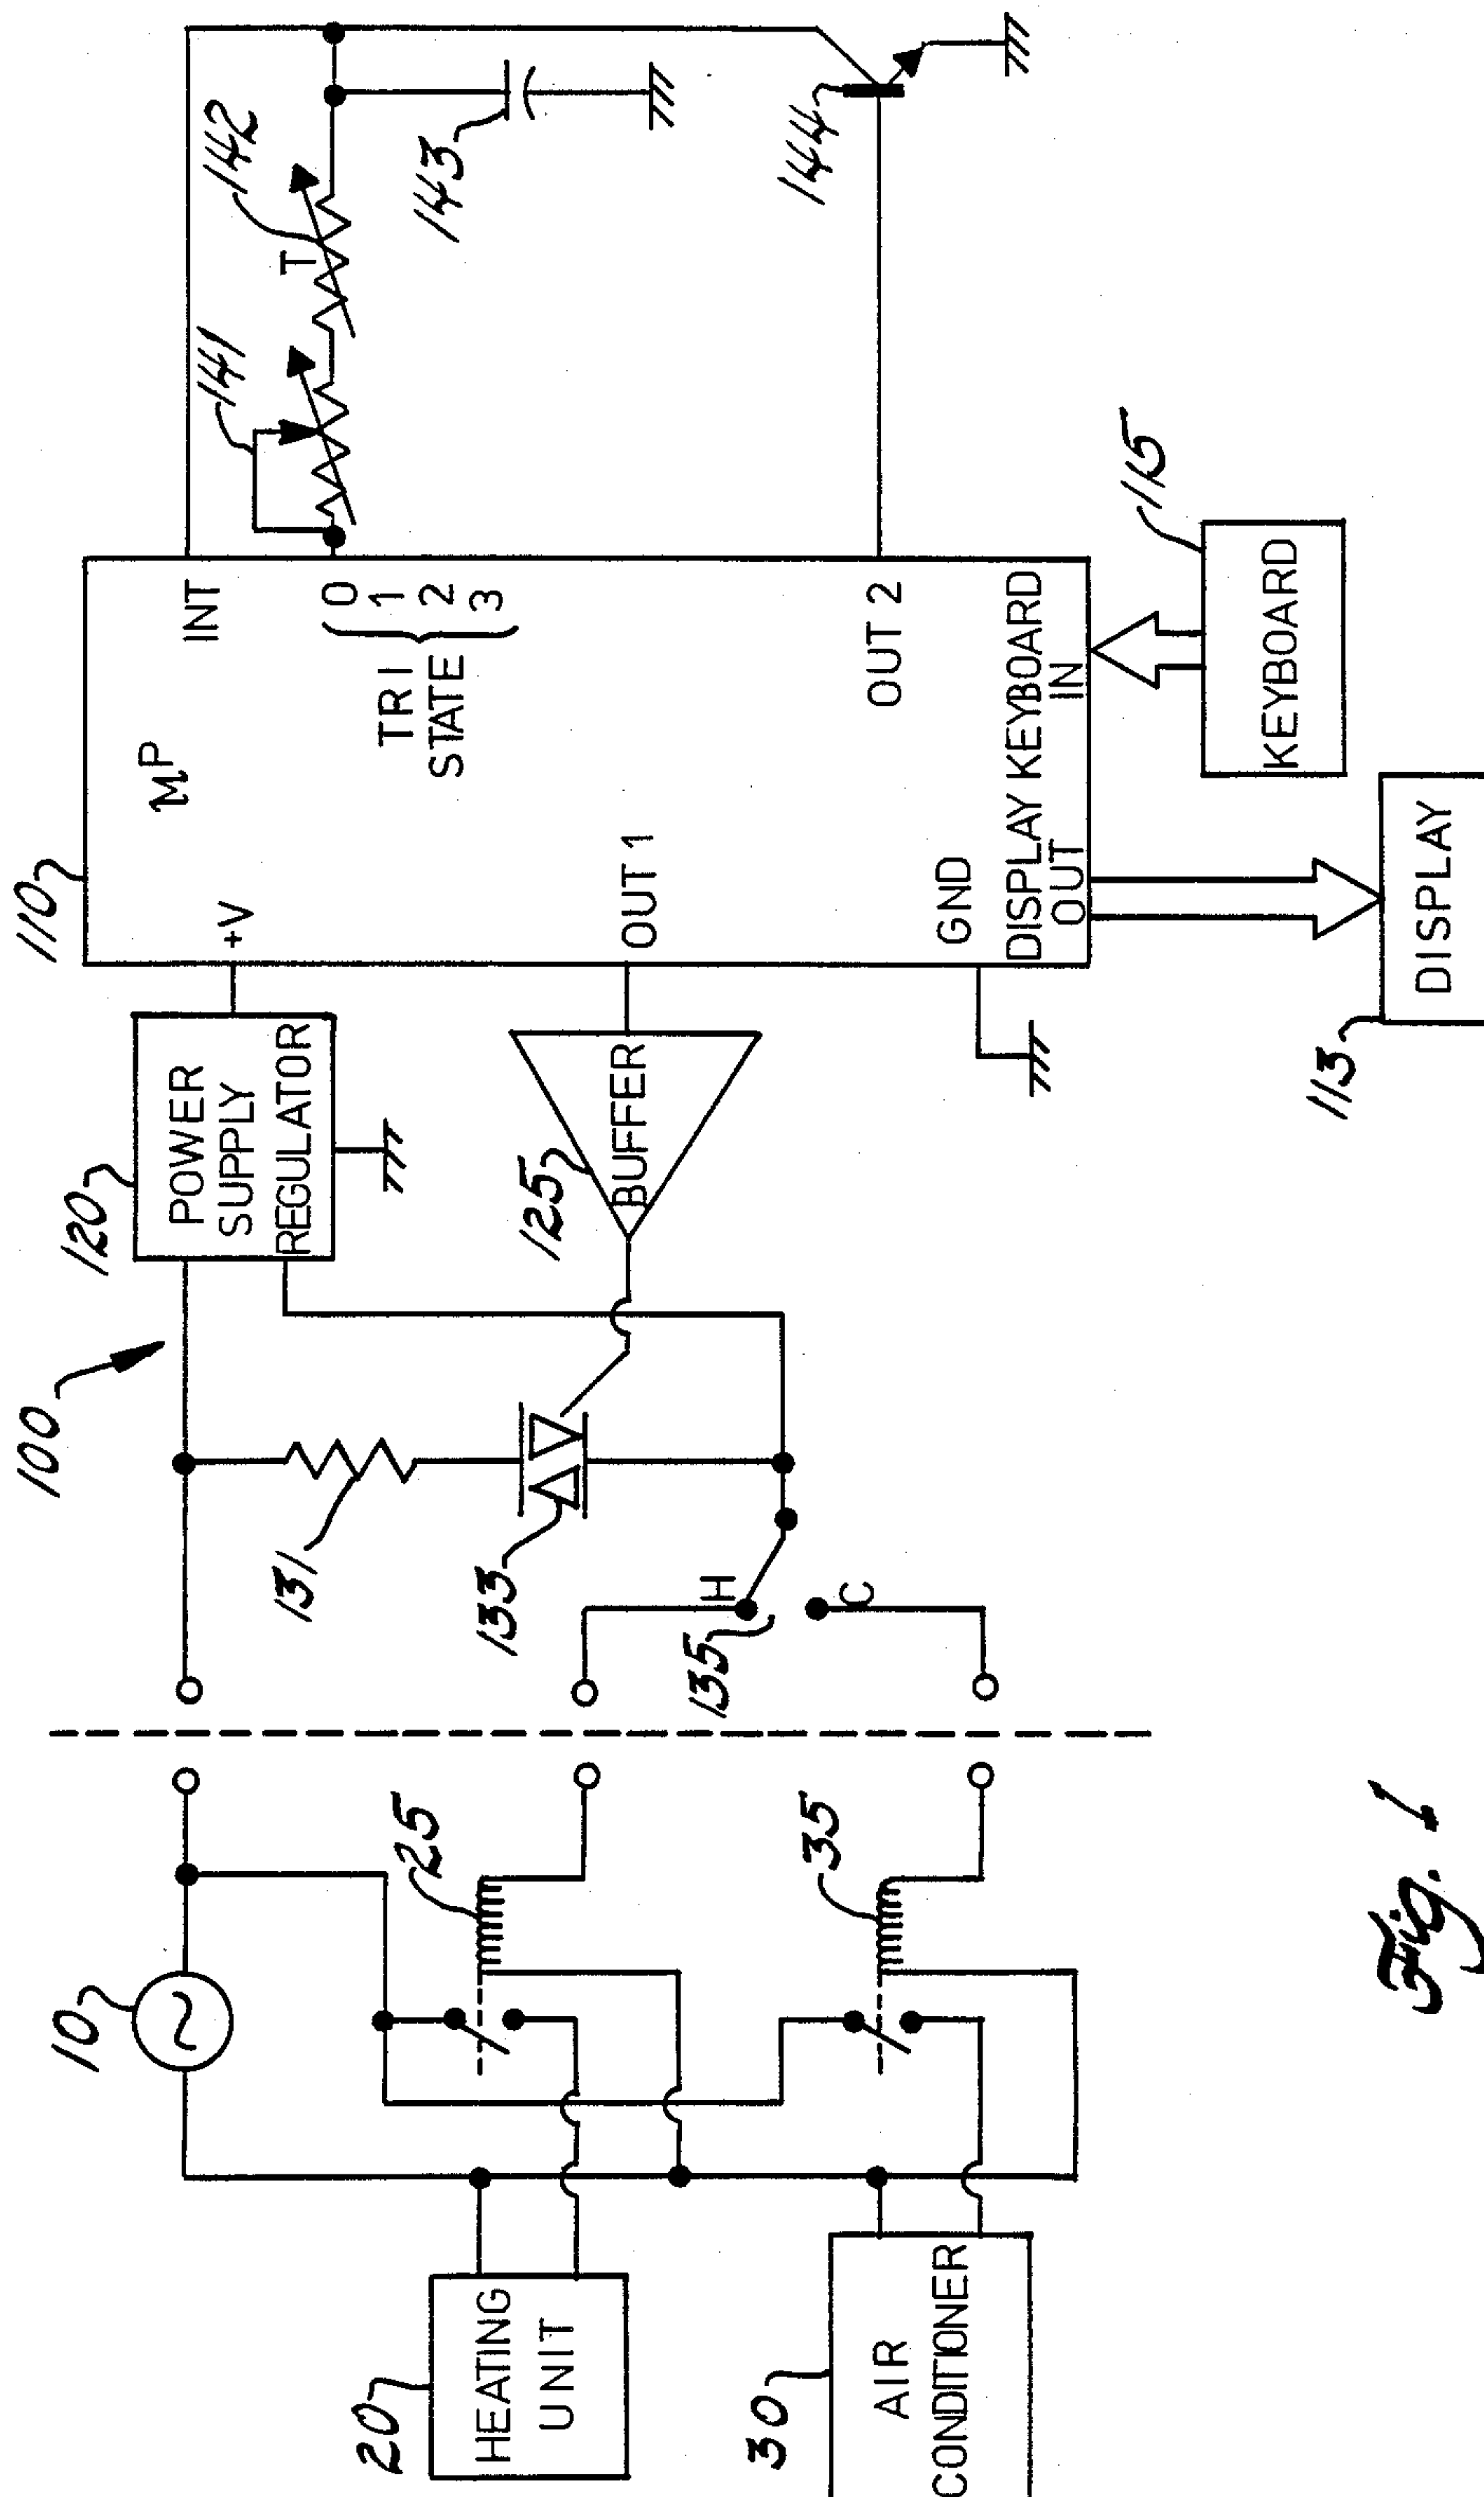 10
20
HEATING
UNIT
30
AIR
CONDITIONER
25
35
100
131
133
135
H
C
120
POWER
SUPPLY
REGULATOR
125
BUFFER
110
μP
+V
INT
TRI
STATE
0
1
2
3
OUT 1
OUT 2
GND
DISPLAY
OUT
KEYBOARD
IN
141
142
T
143
144
115
KEYBOARD
113
DISPLAY
Fig. 1